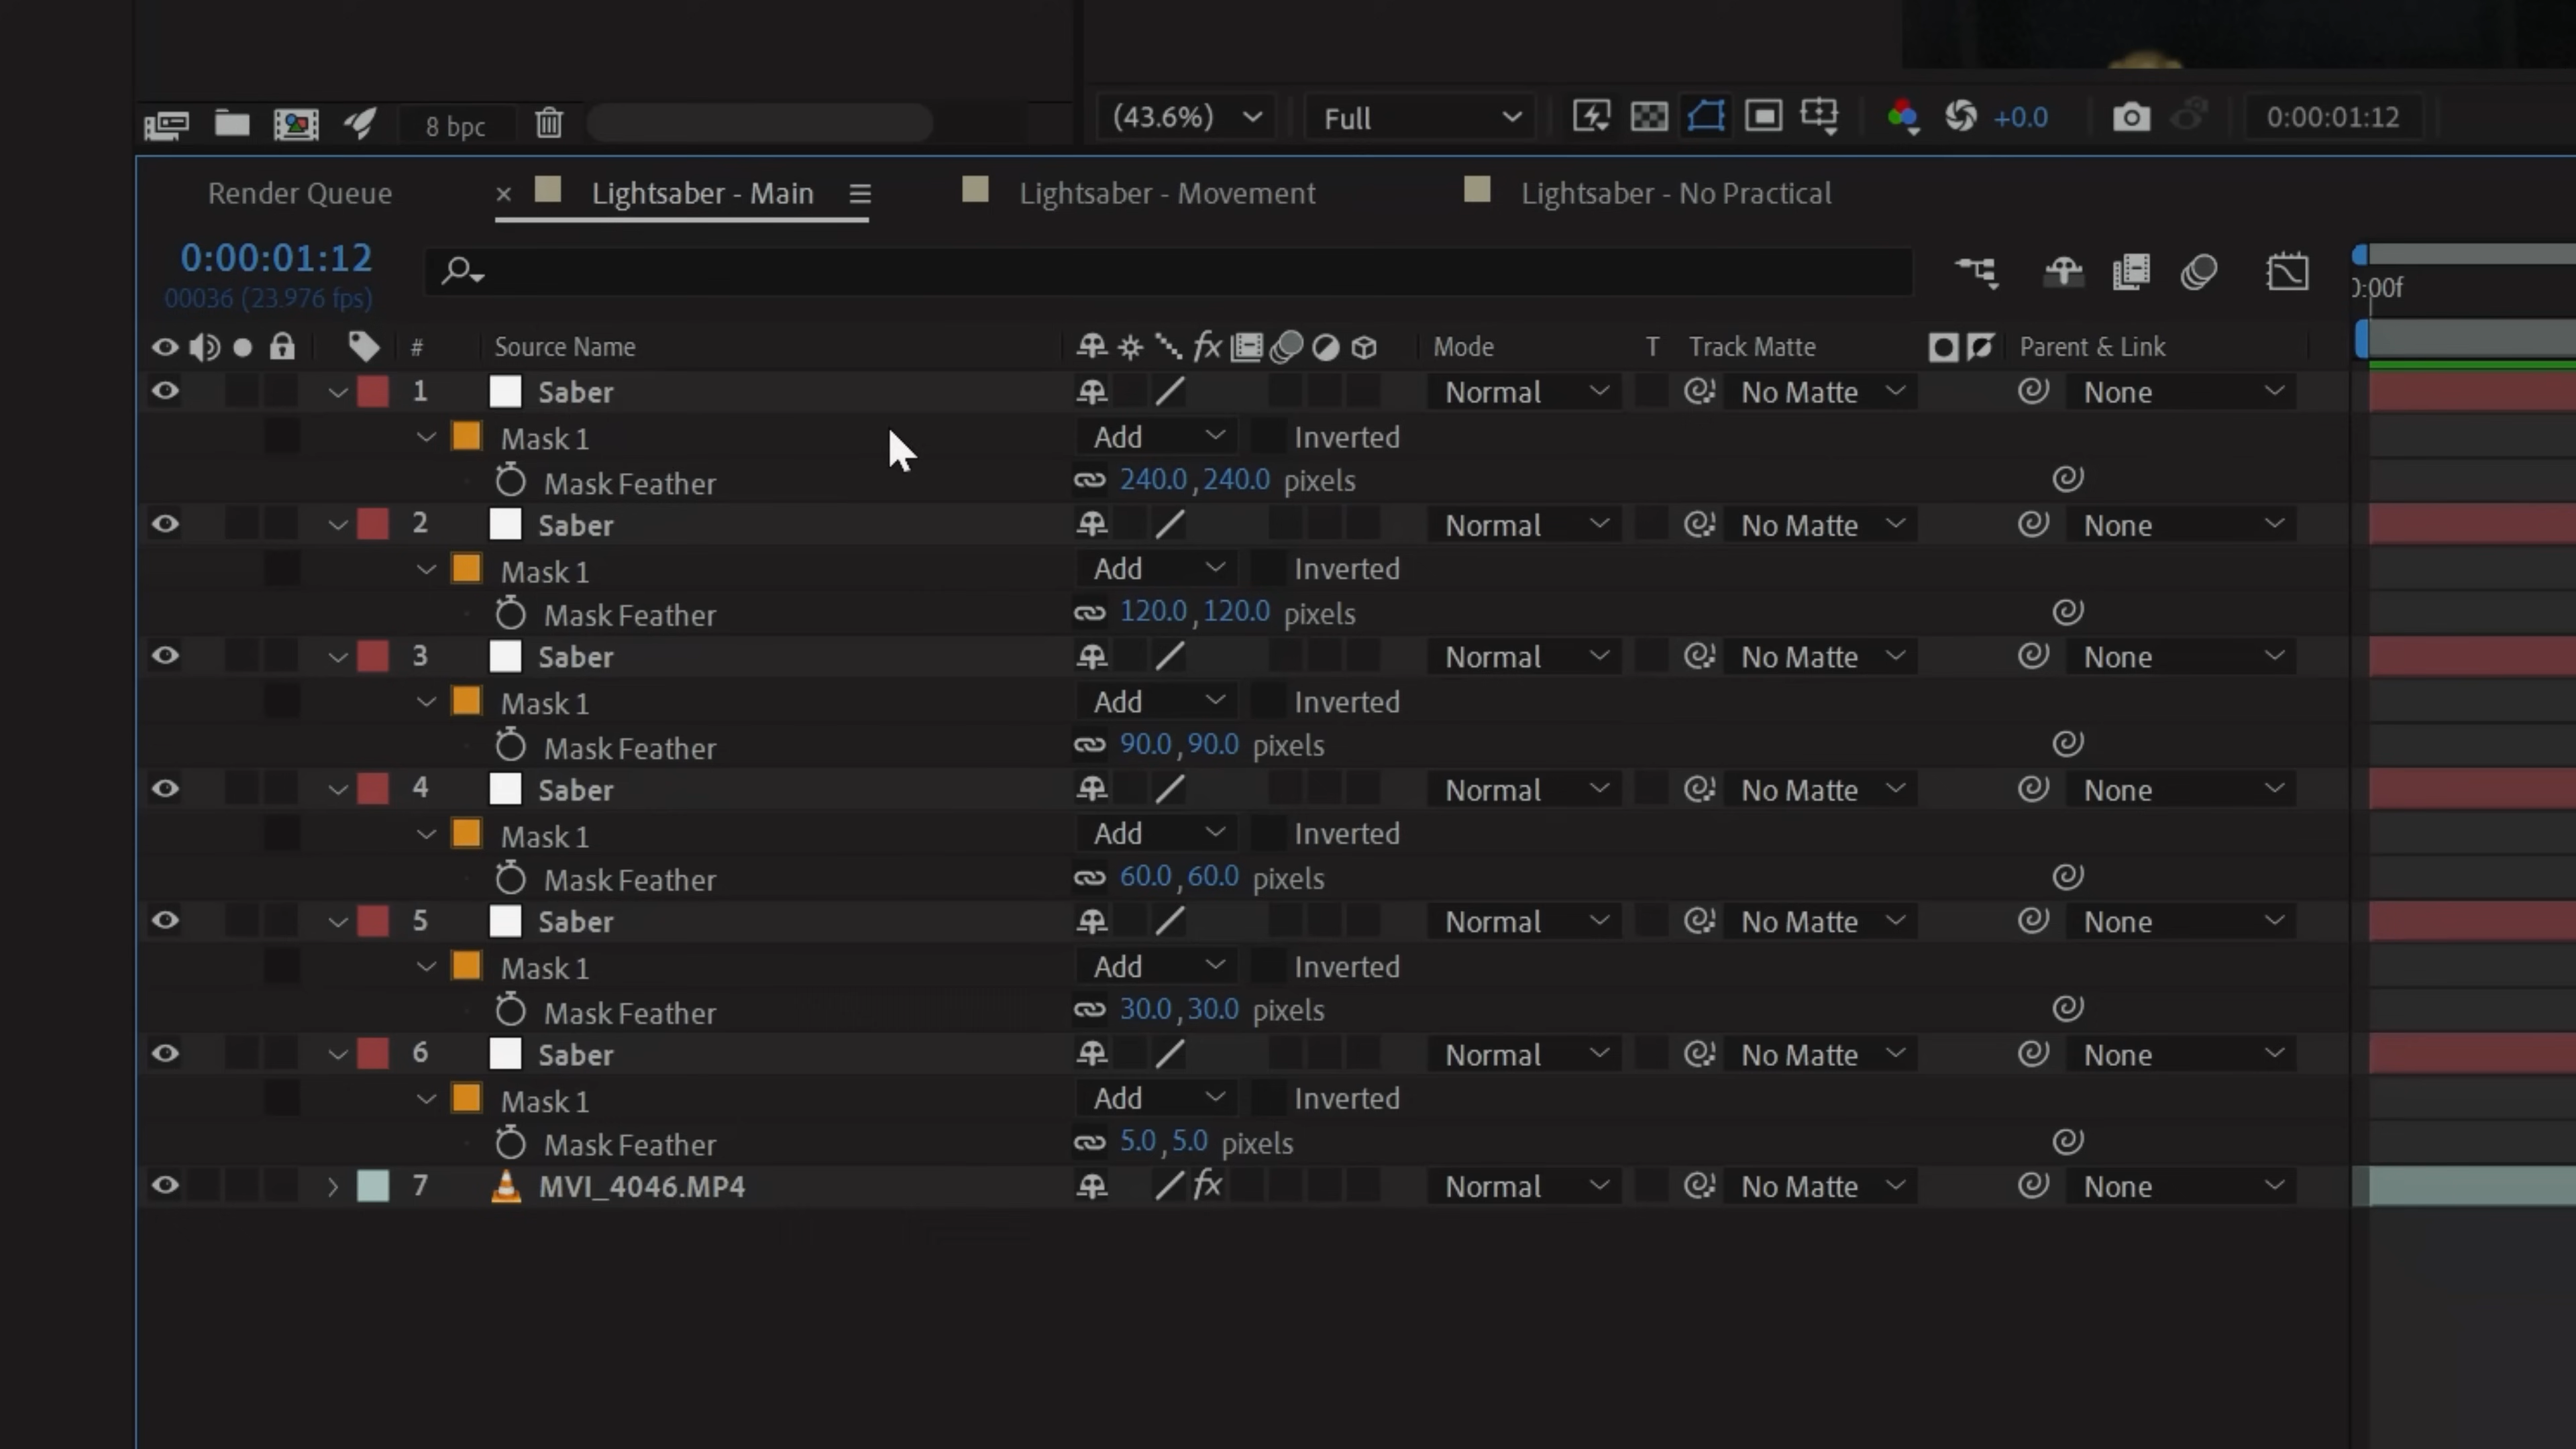 8 bpc
(43.6%) Full +0.0 0:00:01:12
Render Queue × Lightsaber - Main Lightsaber - Movement Lightsaber - No Practical
0:00:01:12
00036 (23.976 fps)
0:00f
# Source Name fx Mode T Track Matte Parent & Link
1 Saber Normal No Matte None
Mask 1 Add Inverted
Mask Feather 240.0,240.0 pixels
2 Saber Normal No Matte None
Mask 1 Add Inverted
Mask Feather 120.0,120.0 pixels
3 Saber Normal No Matte None
Mask 1 Add Inverted
Mask Feather 90.0,90.0 pixels
4 Saber Normal No Matte None
Mask 1 Add Inverted
Mask Feather 60.0,60.0 pixels
5 Saber Normal No Matte None
Mask 1 Add Inverted
Mask Feather 30.0,30.0 pixels
6 Saber Normal No Matte None
Mask 1 Add Inverted
Mask Feather 5.0,5.0 pixels
7 MVI_4046.MP4 fx Normal No Matte None